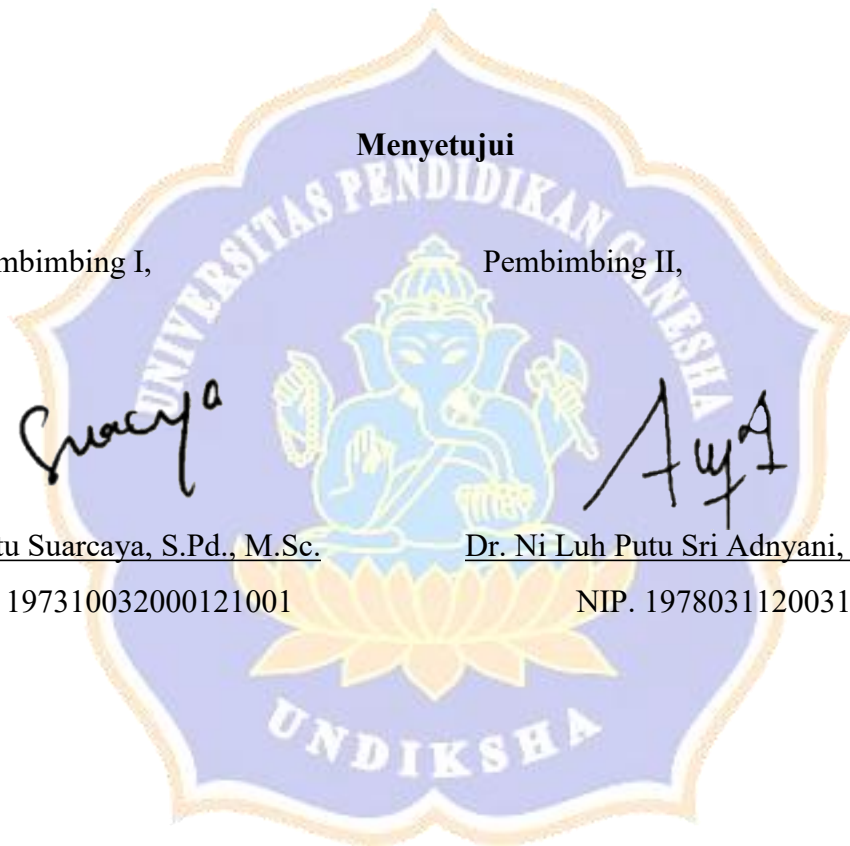 Menyetujui
UNIVERSITAS PENDIDIKAN GANESHA
mbimbing I, Pembimbing II,
Suarcaya
tu Suarcaya, S.Pd., M.Sc. Dr. Ni Luh Putu Sri Adnyani,
197310032000121001 NIP. 1978031120031
UNDIKSHA